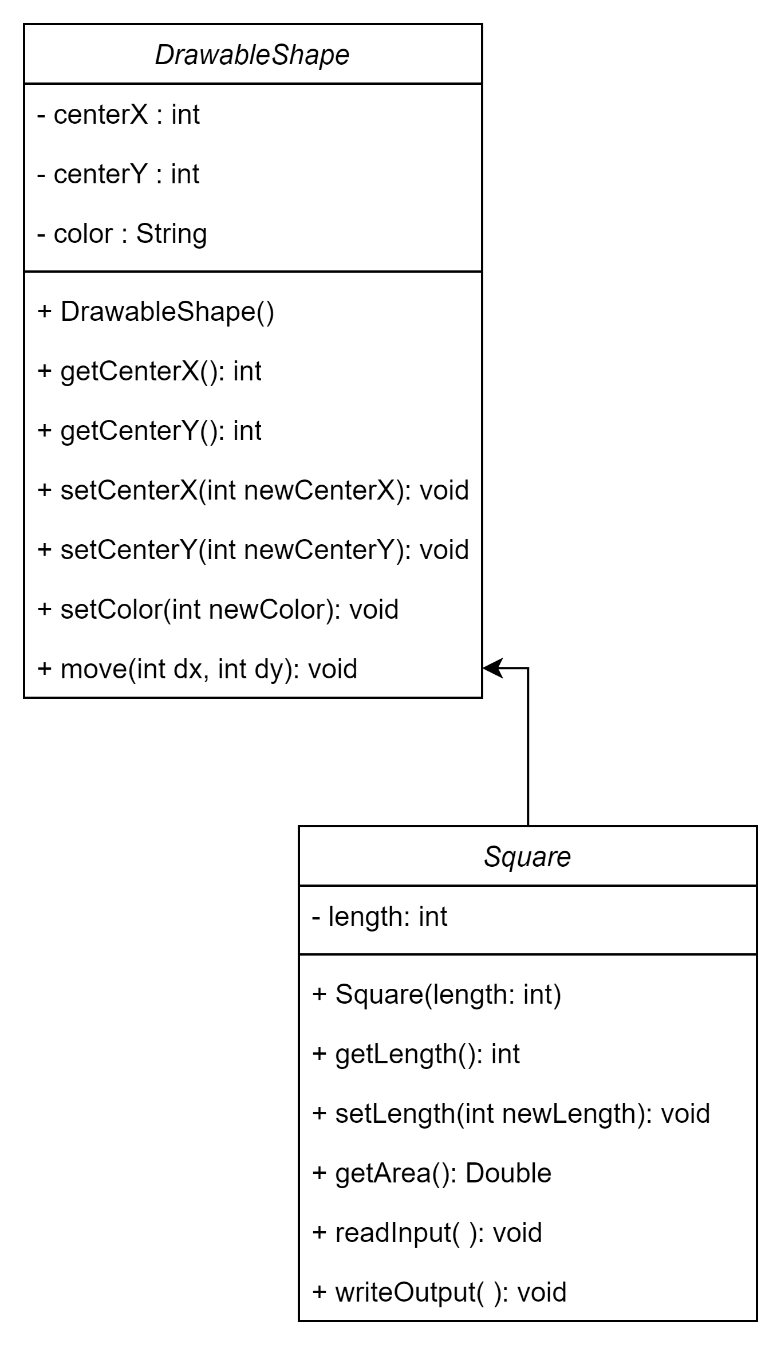 DrawableShape
- centerX : int
- centerY : int
- color : String
+ DrawableShape()
+ getCenterX(): int
+ getCenterY(): int
+ setCenterX(int newCenterX): void
+ setCenterY(int newCenterY): void
+ setColor(int newColor): void
+ move(int dx, int dy): void
Square
- length: int
+ Square(length: int)
+ getLength(): int
+ setLength(int newLength): void
+ getArea(): Double
+ readInput( ): void
+ writeOutput( ): void